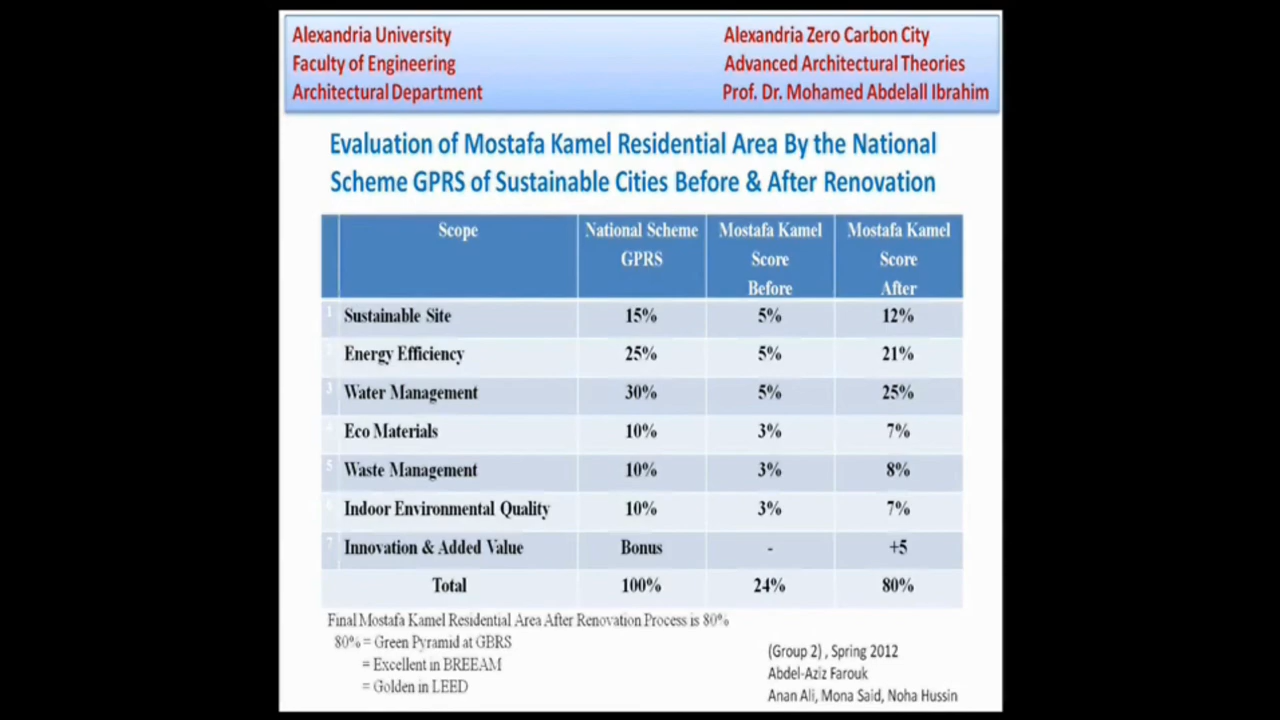 Alexandria University
Faculty of Engineering
Architectural Department
Alexandria Zero Carbon City
Advanced Architectural Theories
Prof. Dr. Mohamed Abdelall Ibrahim
Evaluation of Mostafa Kamel Residential Area By the National
Scheme GPRS of Sustainable Cities Before & After Renovation
Scope National Scheme GPRS Mostafa Kamel Score Before Mostafa Kamel Score After
1 Sustainable Site 15% 5% 12%
Energy Efficiency 25% 5% 21%
3 Water Management 30% 5% 25%
Eco Materials 10% 3% 7%
5 Waste Management 10% 3% 8%
Indoor Environmental Quality 10% 3% 7%
7 Innovation & Added Value Bonus - +5
Total 100% 24% 80%
Final Mostafa Kamel Residential Area After Renovation Process is 80%
80% = Green Pyramid at GBRS
= Excellent in BREEAM
= Golden in LEED
(Group 2) , Spring 2012
Abdel-Aziz Farouk
Anan Ali, Mona Said, Noha Hussin